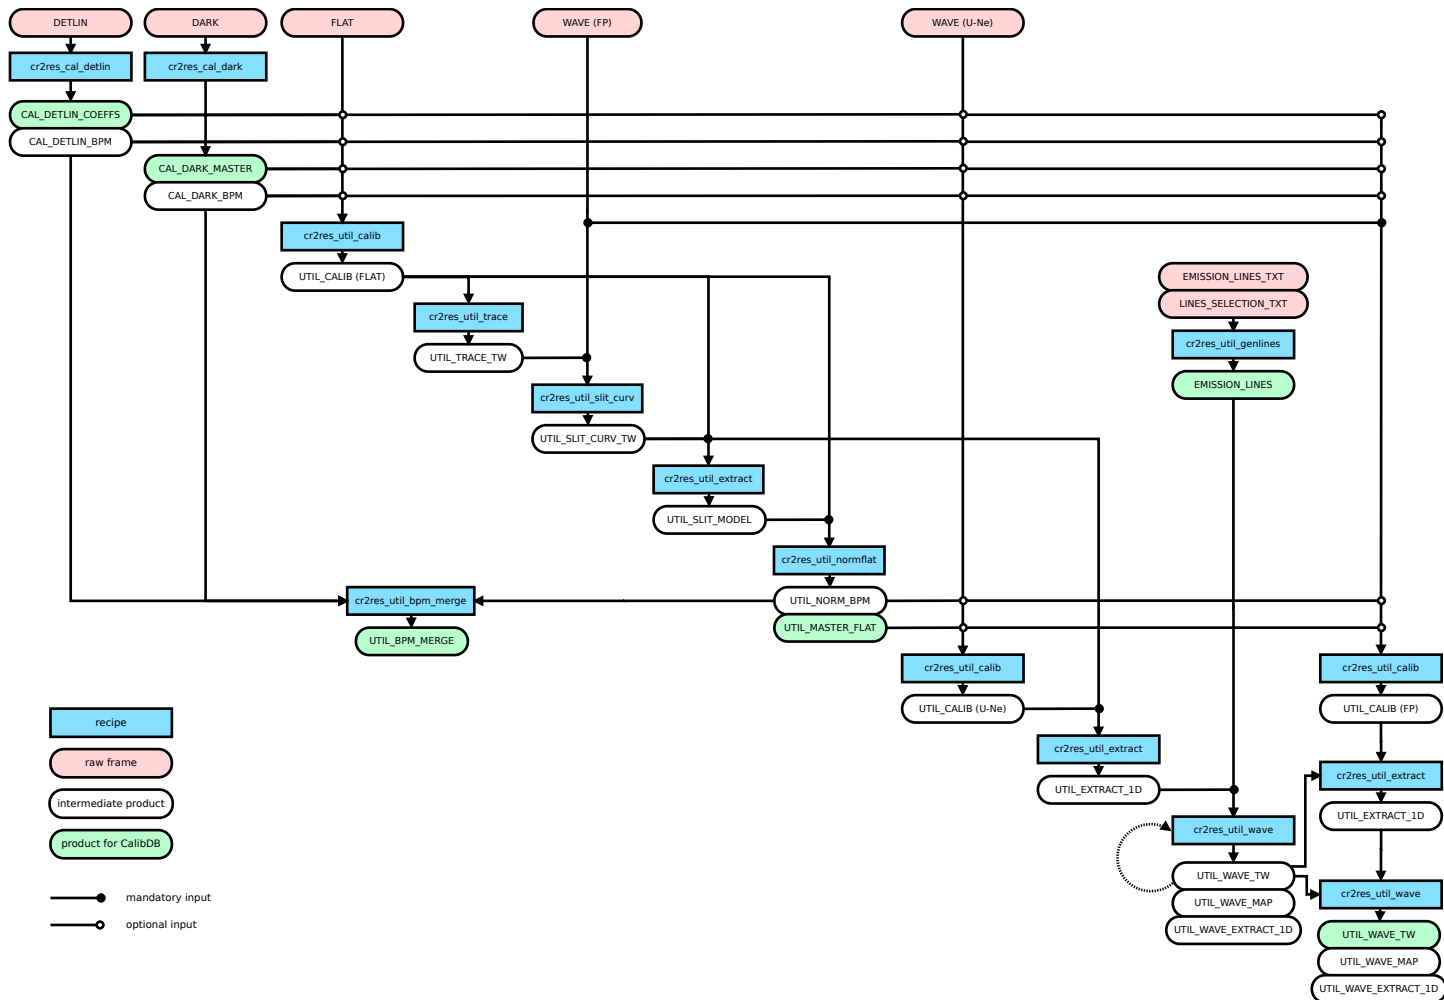 DETLIN
DARK
FLAT
WAVE (FP)
WAVE (U-Ne)
cr2res_cal_detlin
cr2res_cal_dark
CAL_DETLIN_COEFFS
CAL_DETLIN_BPM
CAL_DARK_MASTER
CAL_DARK_BPM
cr2res_util_calib
UTIL_CALIB (FLAT)
EMISSION_LINES_TXT
LINES_SELECTION_TXT
cr2res_util_trace
cr2res_util_genlines
UTIL_TRACE_TW
EMISSION_LINES
cr2res_util_slit_curv
UTIL_SLIT_CURV_TW
cr2res_util_extract
UTIL_SLIT_MODEL
cr2res_util_normflat
cr2res_util_bpm_merge
UTIL_NORM_BPM
UTIL_MASTER_FLAT
UTIL_BPM_MERGE
cr2res_util_calib
cr2res_util_calib
UTIL_CALIB (U-Ne)
UTIL_CALIB (FP)
cr2res_util_extract
UTIL_EXTRACT_1D
cr2res_util_extract
UTIL_EXTRACT_1D
cr2res_util_wave
UTIL_WAVE_TW
UTIL_WAVE_MAP
UTIL_WAVE_EXTRACT_1D
cr2res_util_wave
UTIL_WAVE_TW
UTIL_WAVE_MAP
UTIL_WAVE_EXTRACT_1D
recipe
raw frame
intermediate product
product for CalibDB
mandatory input
optional input